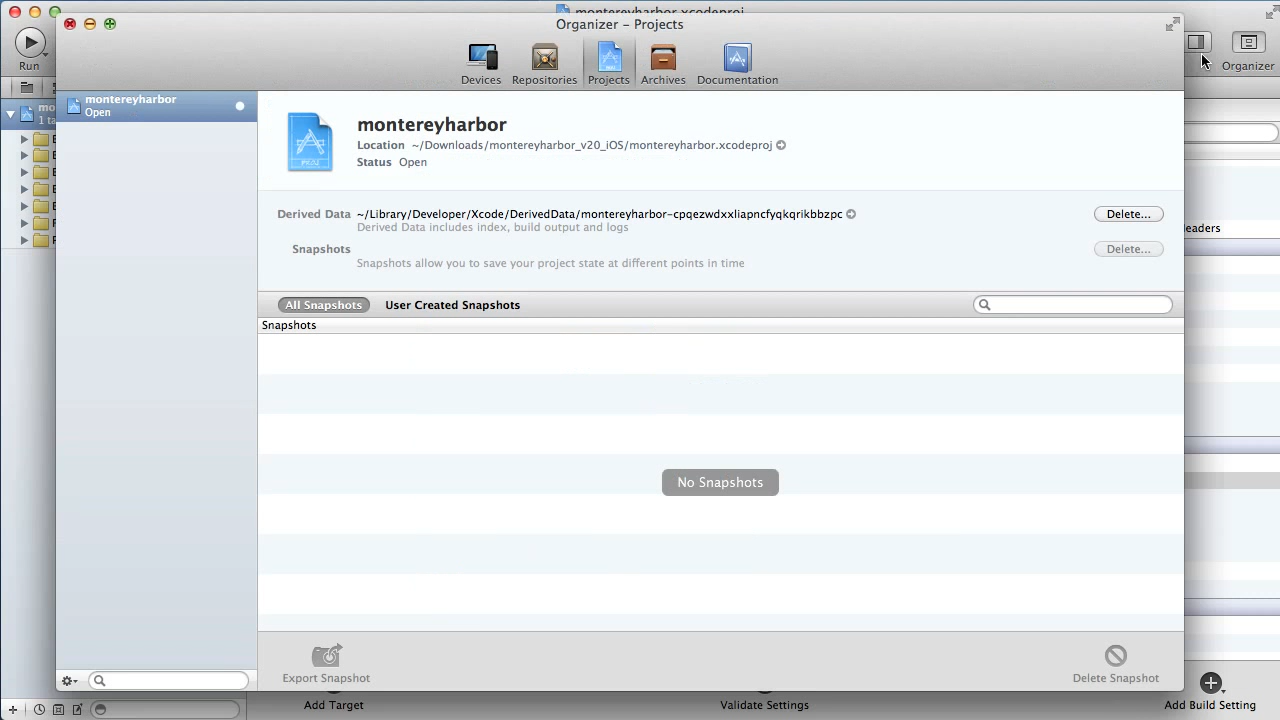 montereyharbor.xcodeproj
Organizer – Projects
Run
Devices
Repositories
Projects
Archives
Documentation
Organizer
montereyharbor
Open
mo
1 ta
montereyharbor
Location ~/Downloads/montereyharbor_v20_iOS/montereyharbor.xcodeproj
Status Open
Derived Data ~/Library/Developer/Xcode/DerivedData/montereyharbor-cpqezwdxxliapncfyqkqrikbbzpc Delete...
Derived Data includes index, build output and logs
eaders
Snapshots Delete...
Snapshots allow you to save your project state at different points in time
All Snapshots User Created Snapshots
Snapshots
No Snapshots
Export Snapshot
Delete Snapshot
Add Target
Validate Settings
Add Build Setting